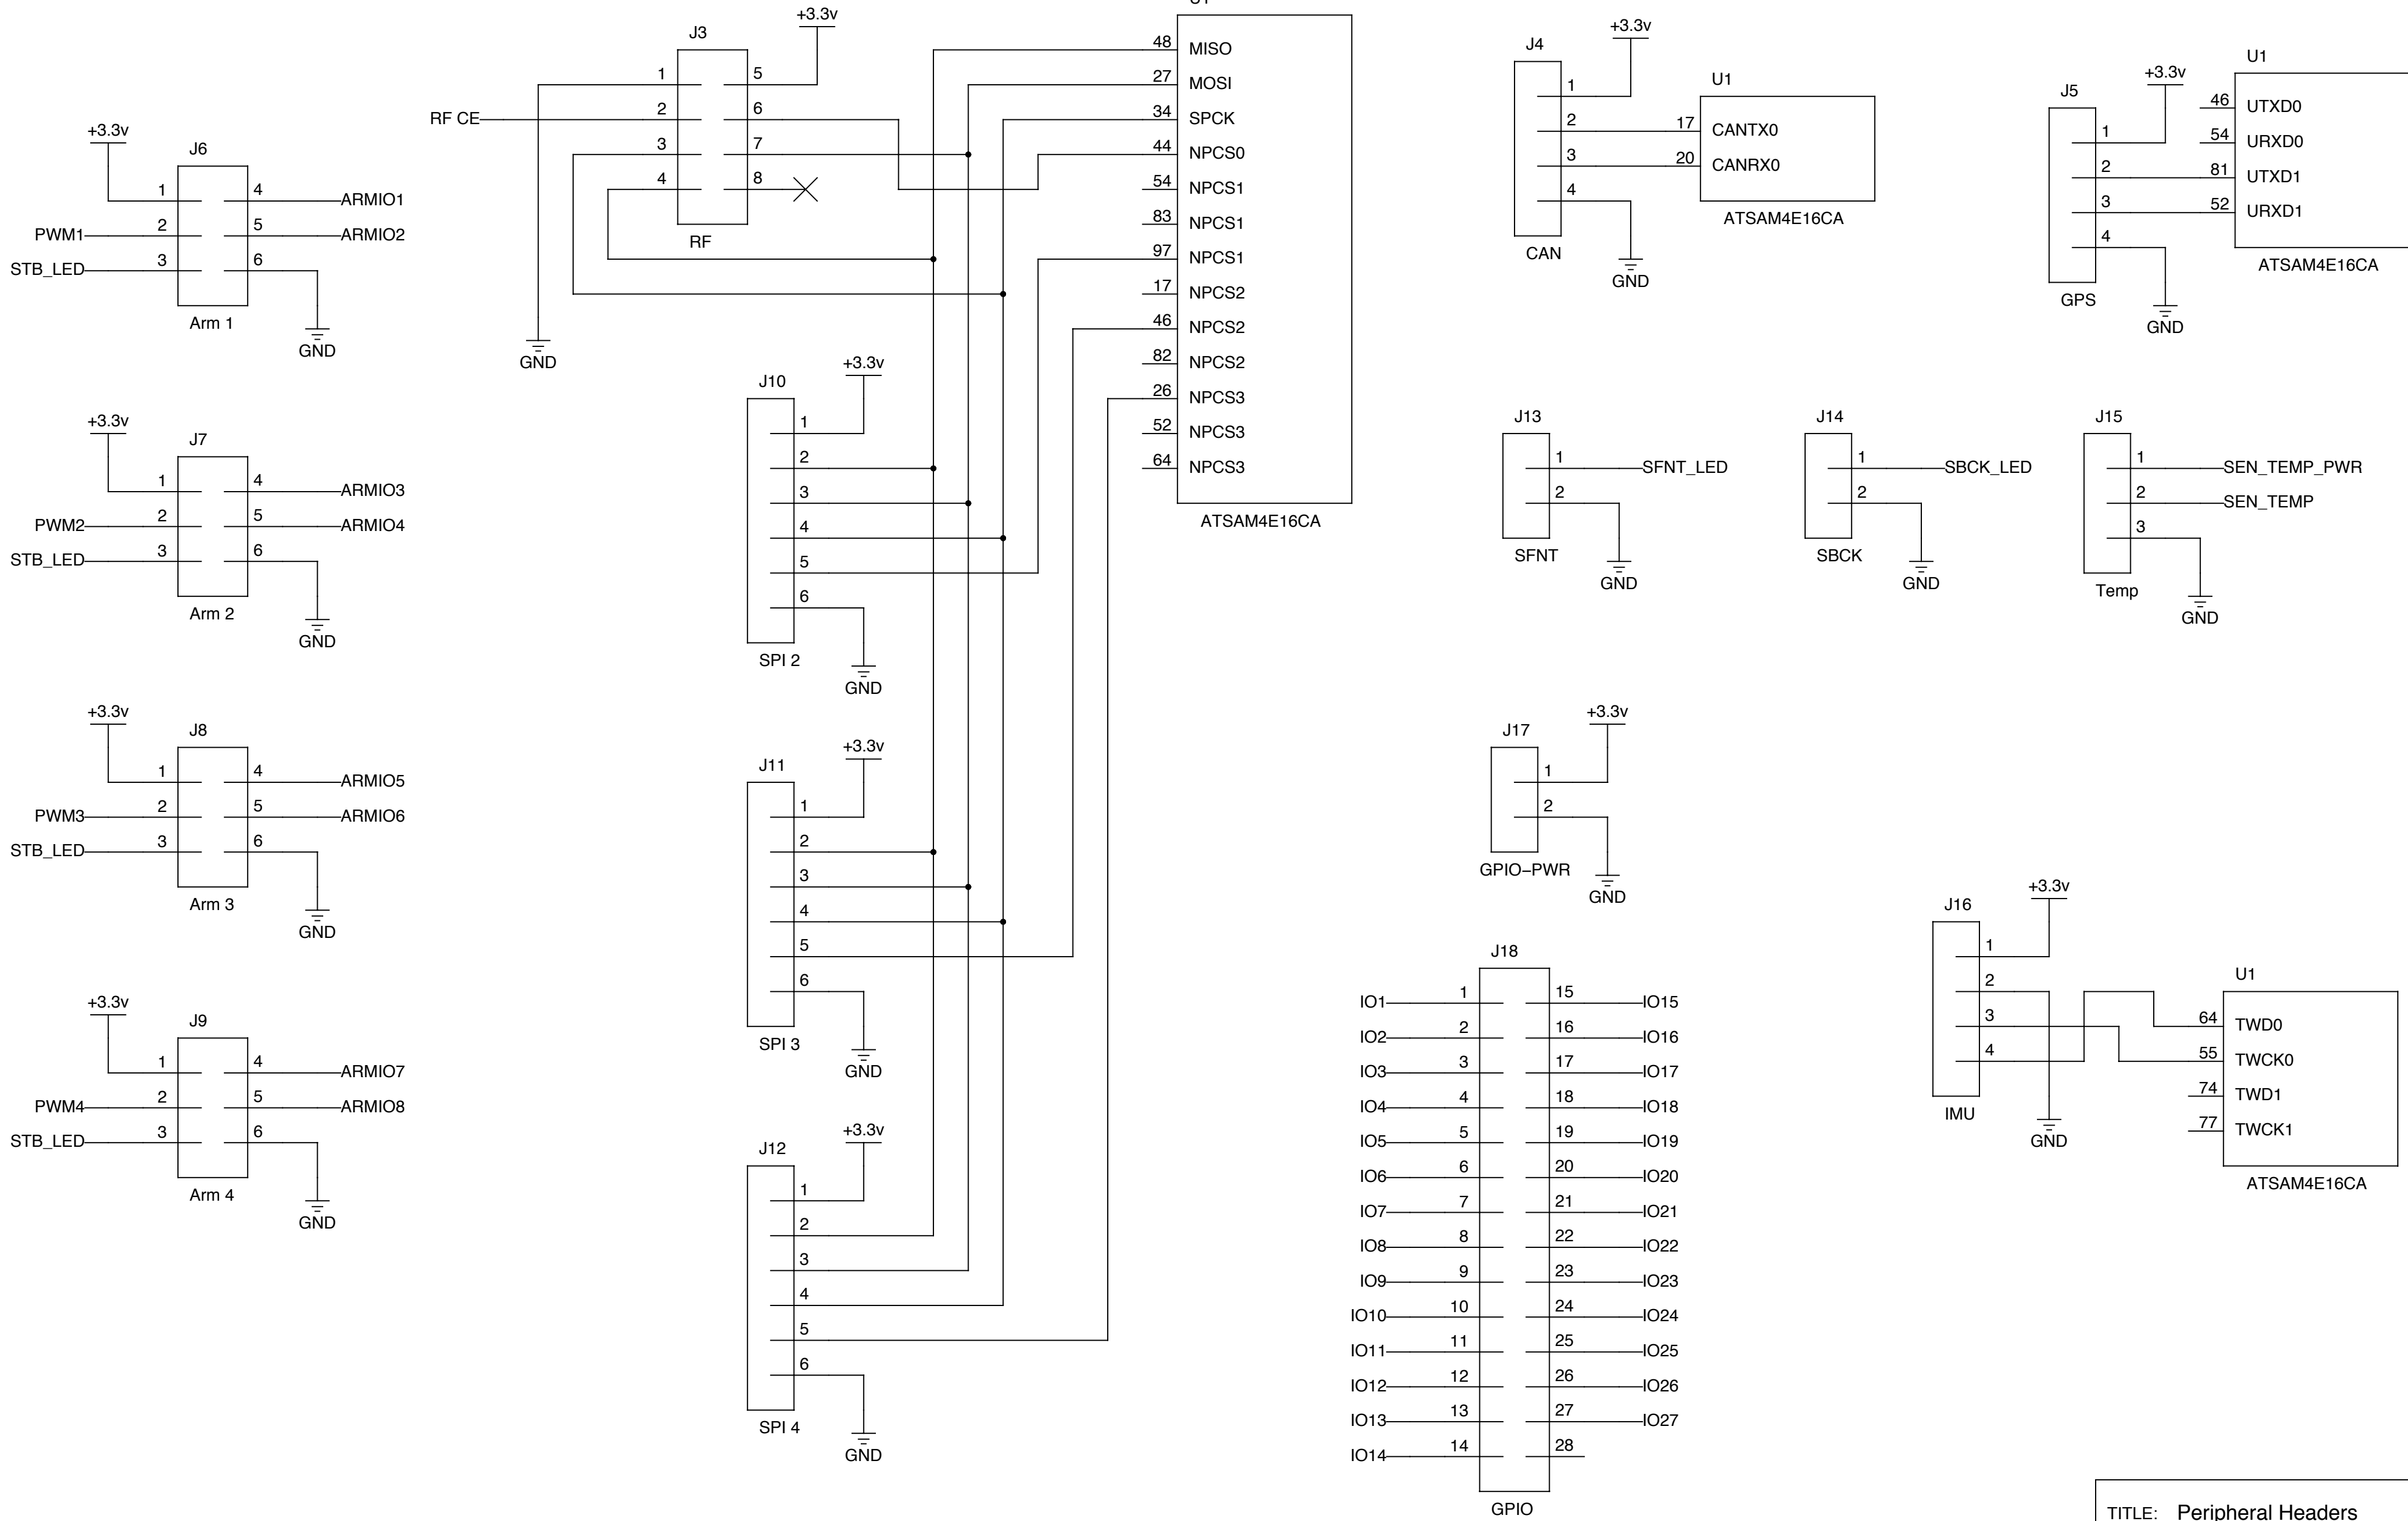 J6
+3.3v
1
4
ARMIO1
PWM1
2
5
ARMIO2
STB_LED
3
6
Arm 1
GND
J7
+3.3v
1
4
ARMIO3
PWM2
2
5
ARMIO4
STB_LED
3
6
Arm 2
GND
J8
+3.3v
1
4
ARMIO5
PWM3
2
5
ARMIO6
STB_LED
3
6
Arm 3
GND
J9
+3.3v
1
4
ARMIO7
PWM4
2
5
ARMIO8
STB_LED
3
6
Arm 4
GND
J3
+3.3v
1
5
RF CE
2
6
3
7
4
8
RF
GND
J10
+3.3v
1
2
3
4
5
6
SPI 2
GND
J11
+3.3v
1
2
3
4
5
6
SPI 3
GND
J12
+3.3v
1
2
3
4
5
6
SPI 4
GND
48 MISO
27 MOSI
34 SPCK
44 NPCS0
54 NPCS1
83 NPCS1
97 NPCS1
17 NPCS2
46 NPCS2
82 NPCS2
26 NPCS3
52 NPCS3
64 NPCS3
ATSAM4E16CA
J4
+3.3v
1
2
3
4
CAN
GND
U1
17 CANTX0
20 CANRX0
ATSAM4E16CA
J5
+3.3v
1
2
3
4
GPS
GND
U1
46 UTXD0
54 URXD0
81 UTXD1
52 URXD1
ATSAM4E16CA
J13
1
SFNT_LED
2
SFNT
GND
J14
1
SBCK_LED
2
SBCK
GND
J15
1
SEN_TEMP_PWR
2
SEN_TEMP
3
Temp
GND
J17
+3.3v
1
2
GPIO−PWR
GND
J18
IO1 1 15 IO15
IO2 2 16 IO16
IO3 3 17 IO17
IO4 4 18 IO18
IO5 5 19 IO19
IO6 6 20 IO20
IO7 7 21 IO21
IO8 8 22 IO22
IO9 9 23 IO23
IO10 10 24 IO24
IO11 11 25 IO25
IO12 12 26 IO26
IO13 13 27 IO27
IO14 14 28
GPIO
J16
+3.3v
1
2
3
4
IMU
GND
U1
64 TWD0
55 TWCK0
74 TWD1
77 TWCK1
ATSAM4E16CA
TITLE: Peripheral Headers